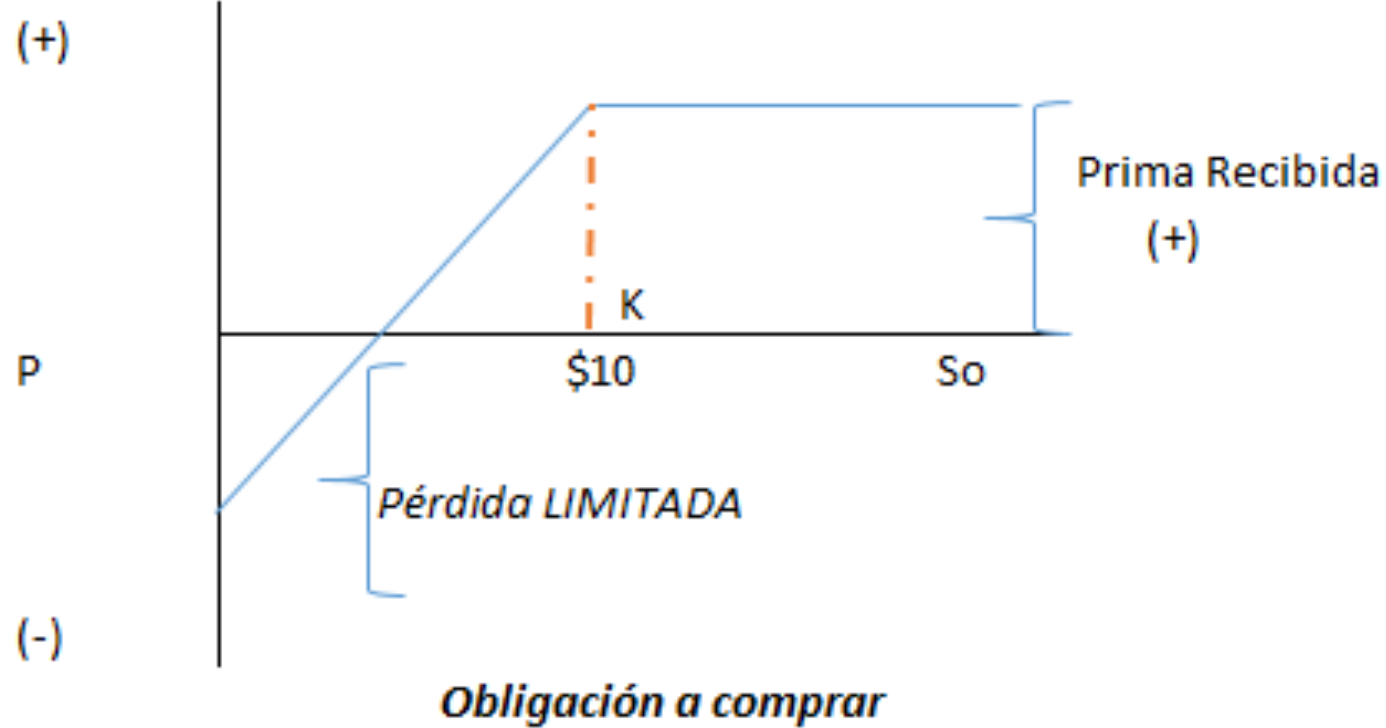 (+)
Prima Recibida
(+)
K
P
$10
So
Pérdida LIMITADA
(-)
Obligación a comprar